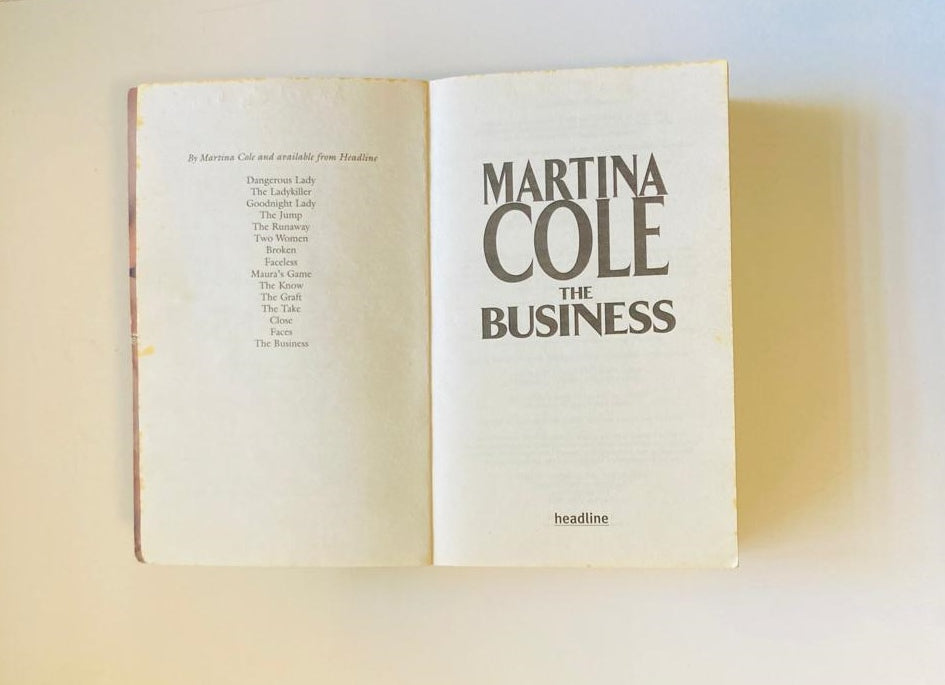 By Martina Cole and available from Headline
Dangerous Lady
The Ladykiller
Goodnight Lady
The Jump
The Runaway
Two Women
Broken
Faceless
Maura's Game
The Know
The Graft
The Take
Close
Faces
The Business
MARTINA
COLE
THE
BUSINESS
headline